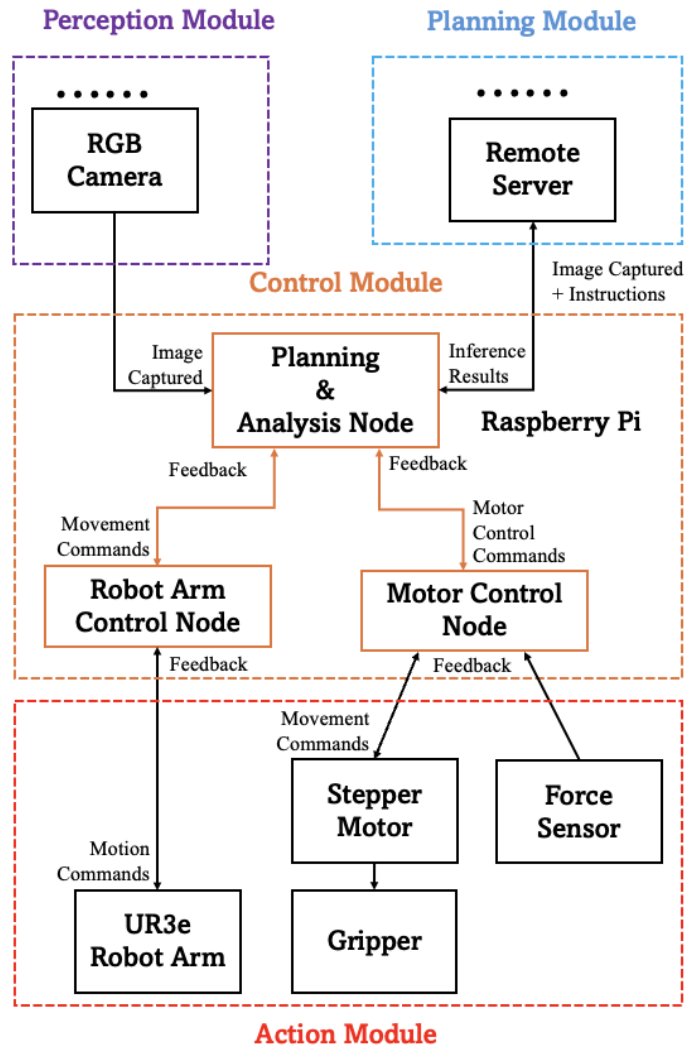 Perception Module
Planning Module
RGB
Camera
Remote
Server
Control Module
Image Captured
+ Instructions
Image
Captured
Planning
&
Analysis Node
Inference
Results
Raspberry Pi
Feedback
Feedback
Movement
Commands
Motor
Control
Commands
Robot Arm
Control Node
Motor Control
Node
Feedback
Feedback
Movement
Commands
Stepper
Motor
Force
Sensor
Motion
Commands
UR3e
Robot Arm
Gripper
Action Module